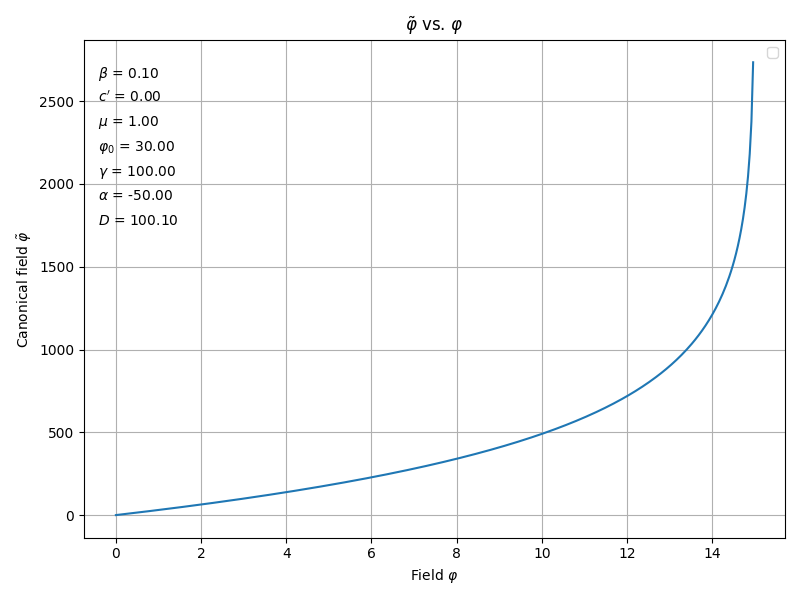 φ̃ vs. φ
β = 0.10
c′ = 0.00
μ = 1.00
φ₀ = 30.00
γ = 100.00
α = -50.00
D = 100.10
2500
2000
1500
1000
500
0
Canonical field φ̃
0 2 4 6 8 10 12 14
Field φ